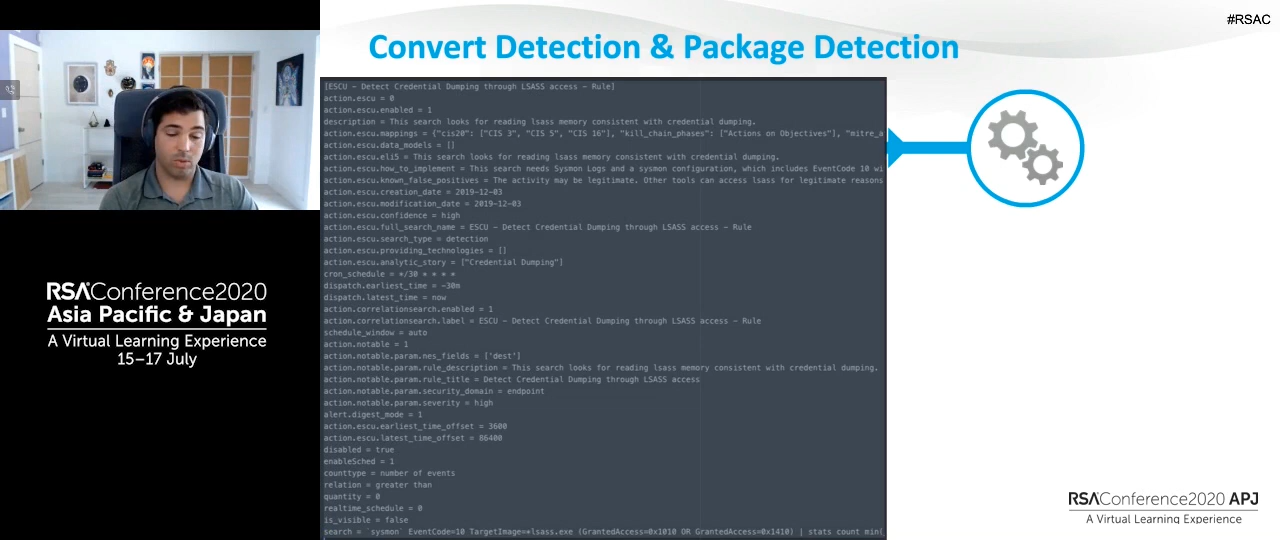 #RSAC
Convert Detection & Package Detection
[ESCU - Detect Credential Dumping through LSASS access - Rule]
action.escu = 0
action.escu.enabled = 1
description = This search looks for reading lsass memory consistent with credential dumping.
action.escu.mappings = {"cis20": ["CIS 3", "CIS 5", "CIS 16"], "kill_chain_phases": ["Actions on Objectives"], "mitre_a
action.escu.data_models = []
action.escu.eli5 = This search looks for reading lsass memory consistent with credential dumping.
action.escu.how_to_implement = This search needs Sysmon Logs and a sysmon configuration, which includes EventCode 10 wi
action.escu.known_false_positives = The activity may be legitimate. Other tools can access lsass for legitimate reasons
action.escu.creation_date = 2019-12-03
action.escu.modification_date = 2019-12-03
action.escu.confidence = high
action.escu.full_search_name = ESCU - Detect Credential Dumping through LSASS access - Rule
action.escu.search_type = detection
action.escu.providing_technologies = []
action.escu.analytic_story = ["Credential Dumping"]
cron_schedule = */30 * * * *
dispatch.earliest_time = -30m
dispatch.latest_time = now
action.correlationsearch.enabled = 1
action.correlationsearch.label = ESCU - Detect Credential Dumping through LSASS access - Rule
schedule_window = auto
action.notable = 1
action.notable.param.nes_fields = ['dest']
action.notable.param.rule_description = This search looks for reading lsass memory consistent with credential dumping.
action.notable.param.rule_title = Detect Credential Dumping through LSASS access
action.notable.param.security_domain = endpoint
action.notable.param.severity = high
alert.digest_mode = 1
action.escu.earliest_time_offset = 3600
action.escu.latest_time_offset = 86400
disabled = true
enableSched = 1
counttype = number of events
relation = greater than
quantity = 0
realtime_schedule = 0
is_visible = false
search = `sysmon` EventCode=10 TargetImage=*lsass.exe (GrantedAccess=0x1010 OR GrantedAccess=0x1410) | stats count min(_
RSAConference2020
Asia Pacific & Japan
A Virtual Learning Experience
15–17 July
RSAConference2020 APJ
A Virtual Learning Experience